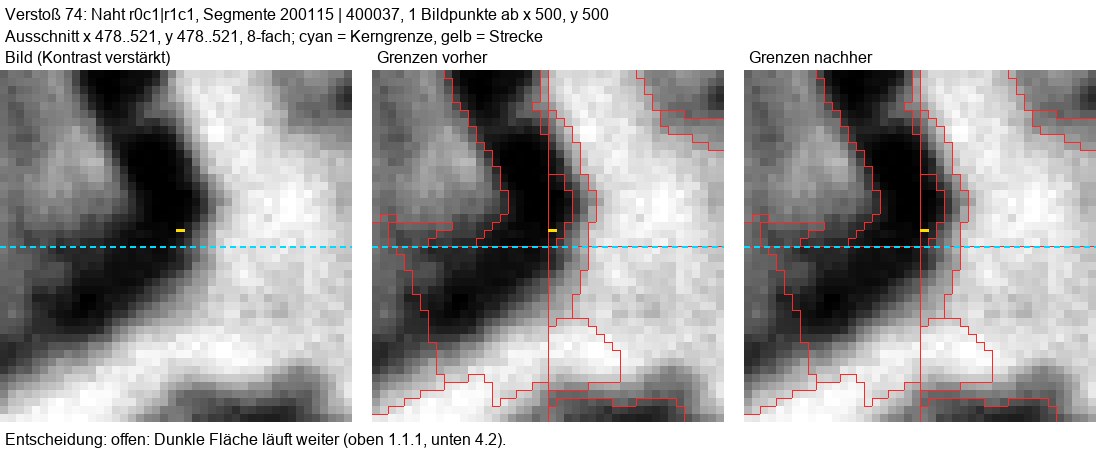 Verstoß 74: Naht r0c1|r1c1, Segmente 200115 | 400037, 1 Bildpunkte ab x 500, y 500
Ausschnitt x 478..521, y 478..521, 8-fach; cyan = Kerngrenze, gelb = Strecke
Bild (Kontrast verstärkt)
Grenzen vorher
Grenzen nachher
Entscheidung: offen: Dunkle Fläche läuft weiter (oben 1.1.1, unten 4.2).